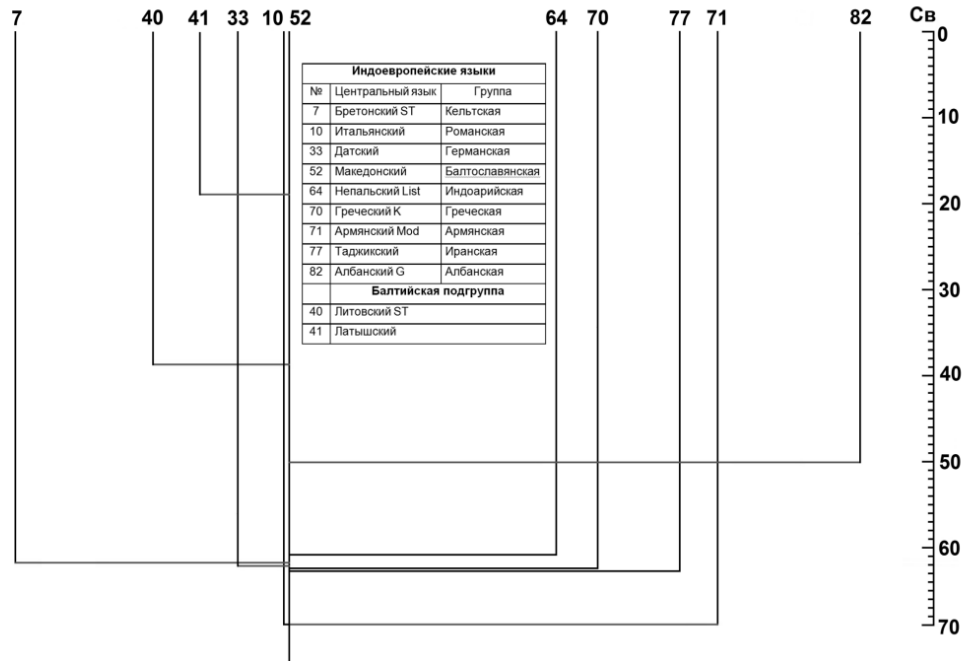 7 40 41 33 10 52 64 70 77 71 82 Св
0
10
20
30
40
50
60
70
Индоевропейские языки
№ Центральный язык Группа
7 Бретонский ST Кельтская
10 Итальянский Романская
33 Датский Германская
52 Македонский Балтославянская
64 Непальский List Индоарийская
70 Греческий K Греческая
71 Армянский Mod Армянская
77 Таджикский Иранская
82 Албанский G Албанская
Балтийская подгруппа
40 Литовский ST
41 Латышский